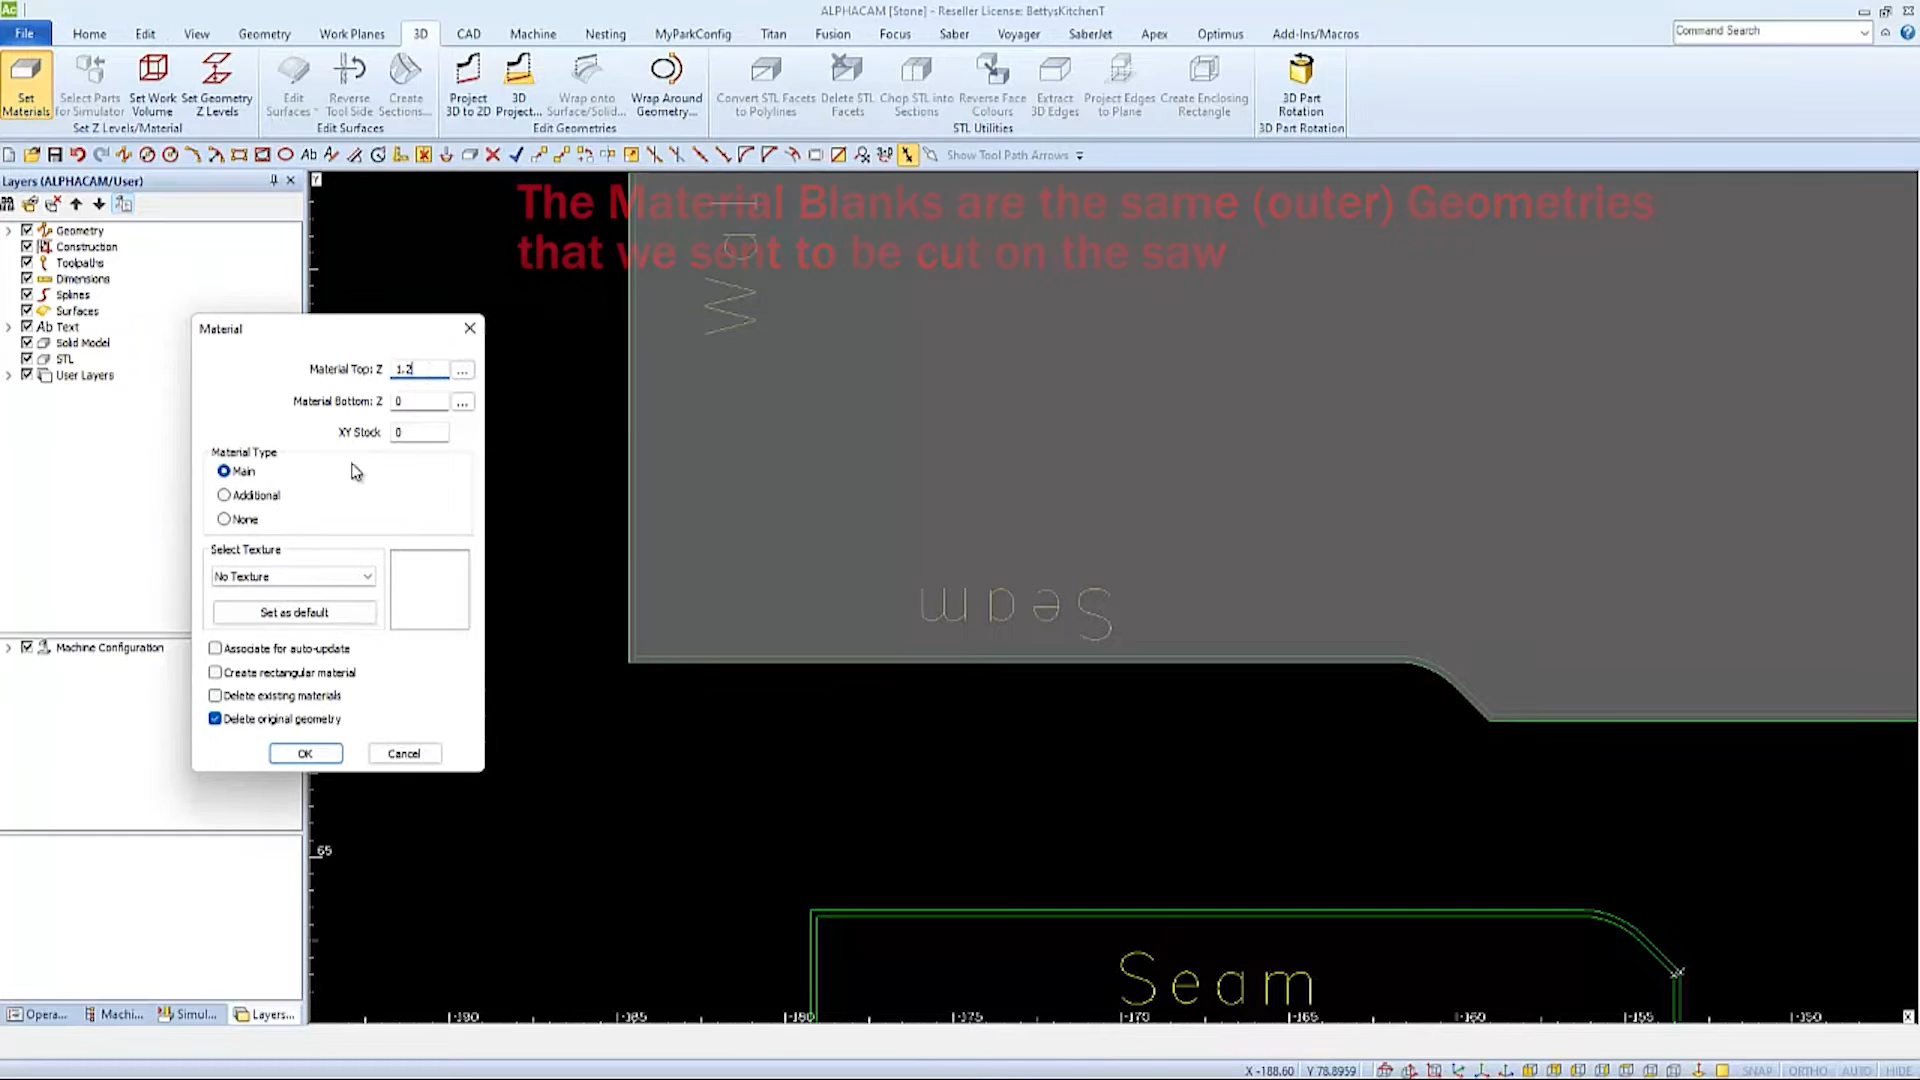 ALPHACAM [Stone] - Reseller License: BettysKitchenT
File Home Edit View Geometry Work Planes 3D CAD Machine Nesting MyParkConfig Titan Fusion Focus Saber Voyager SaberJet Apex Optimus Add-Ins/Macros
Command Search
Set Materials
Select Parts for Simulator
Set Work Volume
Set Geometry Z Levels
Edit Surfaces
Reverse Tool Side
Create Sections...
Project 3D to 2D
3D Project...
Wrap onto Surface/Solid...
Wrap Around Geometry...
Convert STL Facets to Polylines
Delete STL Facets
Chop STL into Sections
Reverse Face Colours
Extract 3D Edges
Project Edges to Plane
Create Enclosing Rectangle
3D Part Rotation
Set Z Levels/Material
Edit Surfaces
Edit Geometries
STL Utilities
3D Part Rotation
Show Tool Path Arrows
Layers (ALPHACAM/User)
Geometry
Construction
Toolpaths
Dimensions
Splines
Surfaces
Ab Text
Solid Model
STL
User Layers
Machine Configuration
The Material Blanks are the same (outer) Geometries
that we sent to be cut on the saw
Material
Material Top: Z 1.2 ...
Material Bottom: Z 0 ...
XY Stock 0
Material Type
Main
Additional
None
Select Texture
No Texture
Set as default
Associate for auto-update
Create rectangular material
Delete existing materials
Delete original geometry
OK Cancel
Y
Seam
65
Seam
-190 -185 -180 -175 -170 -165 -160 -155 -150 X
Opera... Machi... Simul... Layers...
X -188.60 Y 78.8959 SNAP ORTHO AUTO HIDE